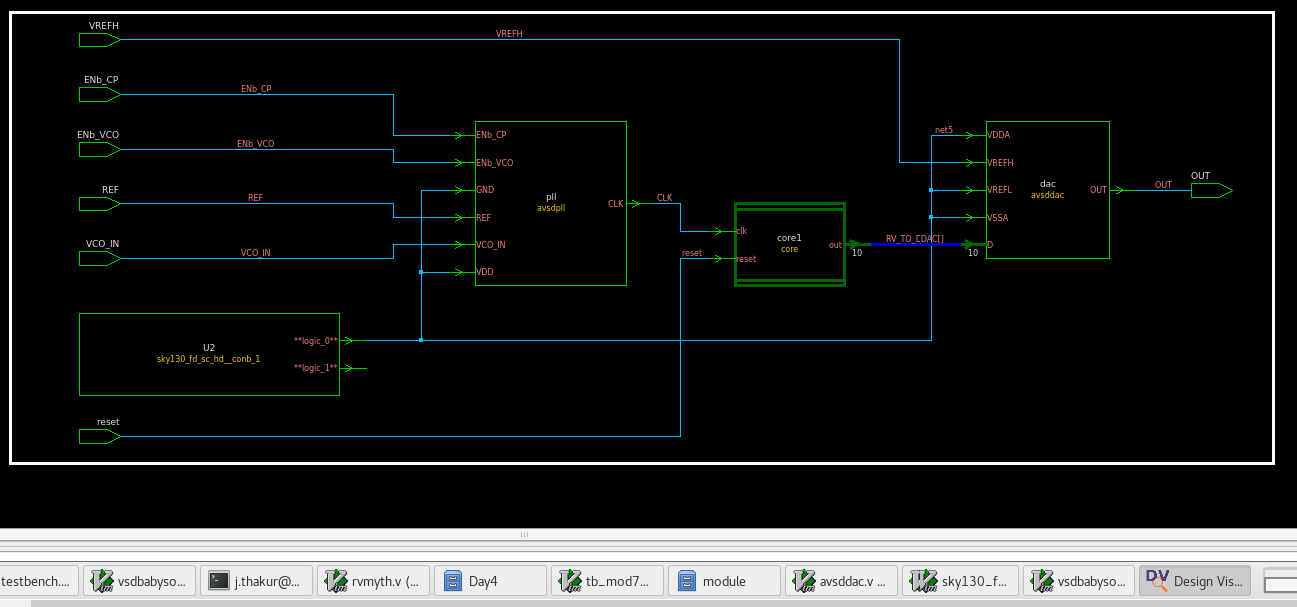 VREFH
VREFH
ENb_CP
ENb_CP
ENb_VCO
ENb_VCO
REF
REF
VCO_IN
VCO_IN
ENb_CP
ENb_VCO
GND
REF
VCO_IN
VDD
pll
avsdpll
CLK
CLK
reset
clk
reset
core1
core
out
10
RV_TO_DAC[]
10
net5
VDDA
VREFH
VREFL
VSSA
D
dac
avsddac
OUT
OUT
OUT
U2
sky130_fd_sc_hd__conb_1
**logic_0**
**logic_1**
reset
testbench....
vsdbabyso...
j.thakur@...
rvmyth.v (...
Day4
tb_mod7...
module
avsddac.v ...
sky130_f...
vsdbabyso...
DV
Design Vis...